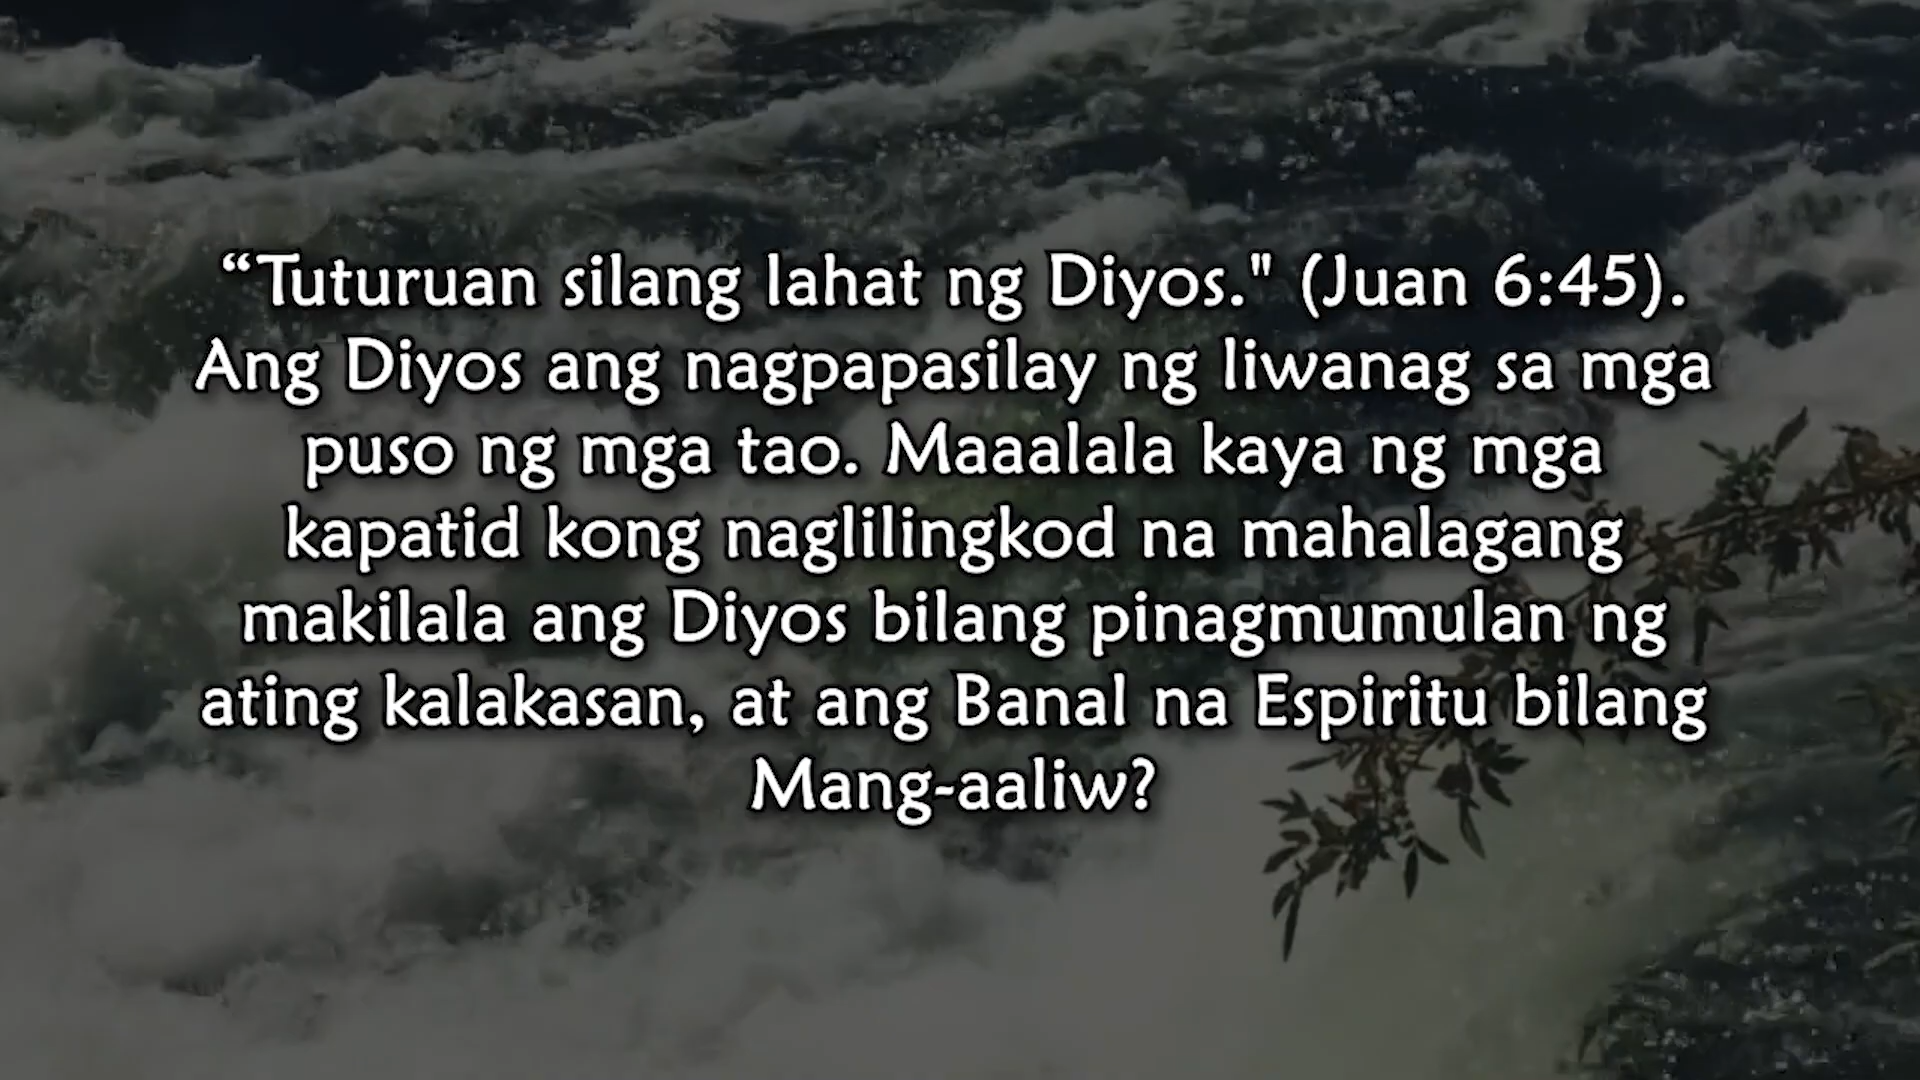 “Tuturuan silang lahat ng Diyos." (Juan 6:45).
Ang Diyos ang nagpapasilay ng liwanag sa mga
puso ng mga tao. Maaalala kaya ng mga
kapatid kong naglilingkod na mahalagang
makilala ang Diyos bilang pinagmumulan ng
ating kalakasan, at ang Banal na Espiritu bilang
Mang-aaliw?